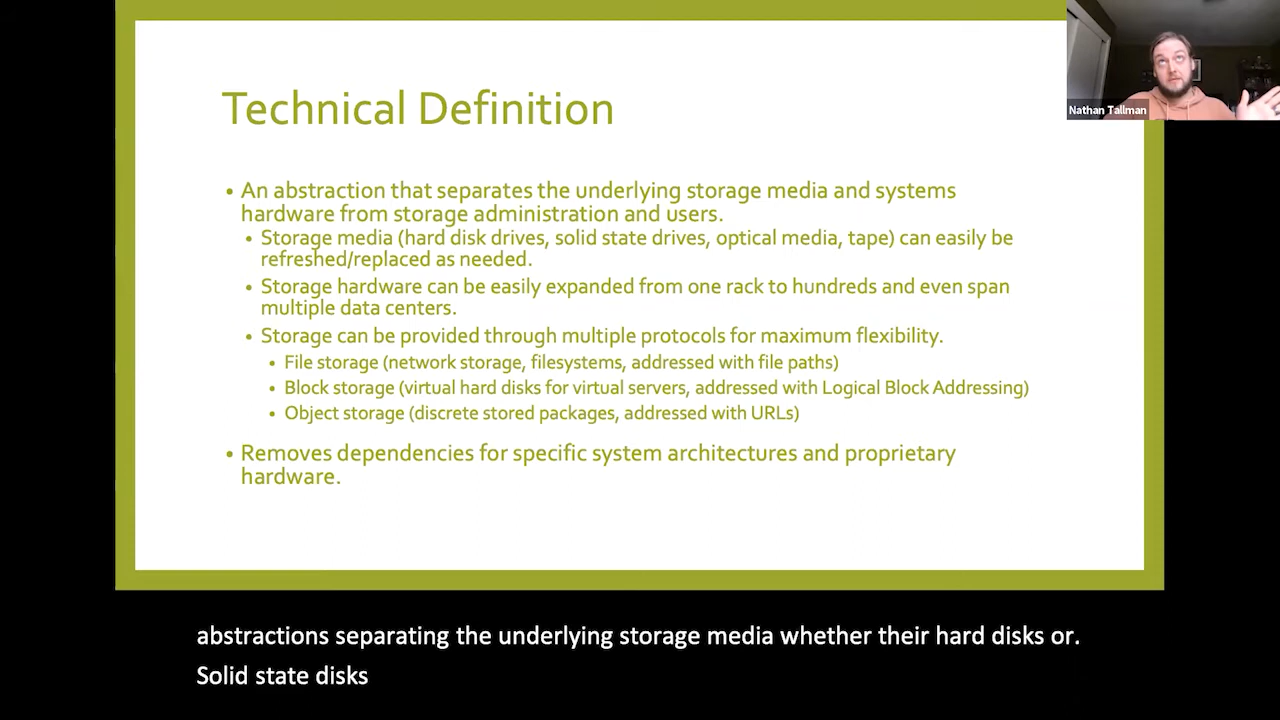 Technical Definition
• An abstraction that separates the underlying storage media and systems
hardware from storage administration and users.
• Storage media (hard disk drives, solid state drives, optical media, tape) can easily be
refreshed/replaced as needed.
• Storage hardware can be easily expanded from one rack to hundreds and even span
multiple data centers.
• Storage can be provided through multiple protocols for maximum flexibility.
• File storage (network storage, filesystems, addressed with file paths)
• Block storage (virtual hard disks for virtual servers, addressed with Logical Block Addressing)
• Object storage (discrete stored packages, addressed with URLs)
• Removes dependencies for specific system architectures and proprietary
hardware.
Nathan Tallman
abstractions separating the underlying storage media whether their hard disks or.
Solid state disks